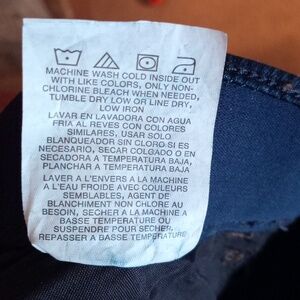 MACHINE WASH COLD INSIDE OUT
WITH LIKE COLORS, ONLY NON-
CHLORINE BLEACH WHEN NEEDED,
TUMBLE DRY LOW OR LINE DRY,
LOW IRON
LAVAR EN LAVADORA CON AGUA
FRIA AL REVES CON COLORES
SIMILARES, USAR SOLO
BLANQUEADOR SIN CLORO SI ES
NECESARIO, SECAR COLGADO O EN
SECADORA A TEMPERATURA BAJA,
PLANCHAR A TEMPERATURA BAJA
LAVER A L'ENVERS A LA MACHINE
A L'EAU FROIDE AVEC COULEURS
SEMBLABLES, AGENT DE
BLANCHIMENT NON CHLORE AU
BESOIN, SECHER A LA MACHINE A
BASSE TEMPERATURE OU
SUSPENDRE POUR SECHER,
REPASSER A BASSE TEMPERATURE